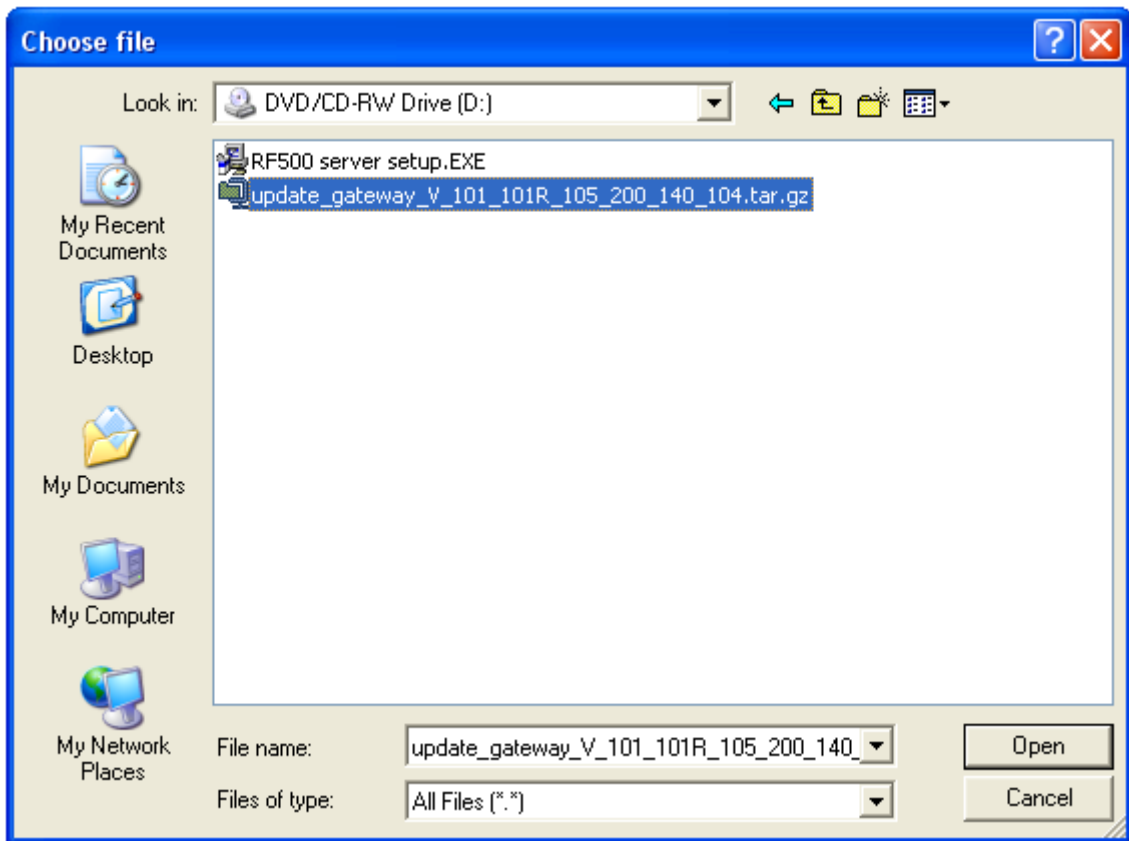 Choose file
?
Look in:
DVD/CD-RW Drive (D:)
RF500 server setup.EXE
update_gateway_V_101_101R_105_200_140_104.tar.gz
My Recent
Documents
Desktop
My Documents
My Computer
My Network
Places
File name:
update_gateway_V_101_101R_105_200_140_
Open
Files of type:
All Files (*.*)
Cancel